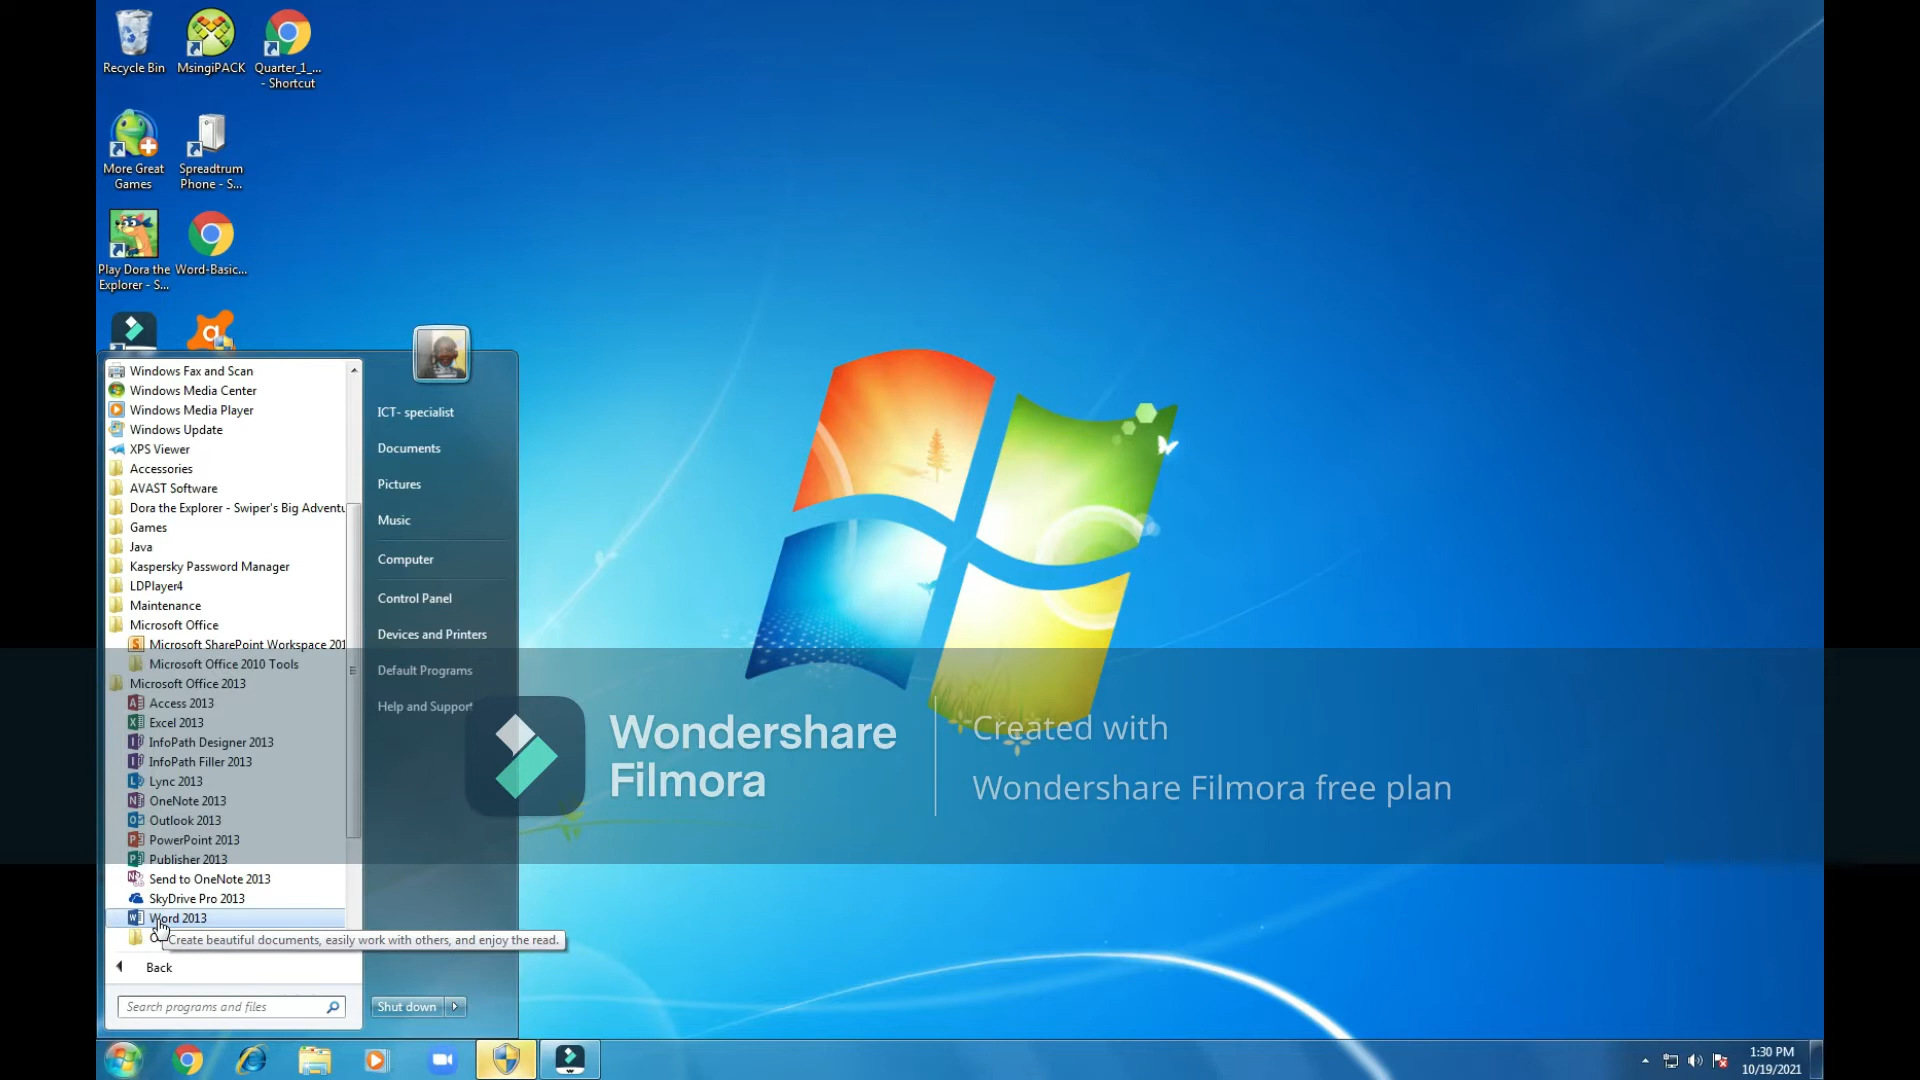 Recycle Bin
MsingiPACK
Quarter_1_...
- Shortcut
More Great
Games
Spreadtrum
Phone - S...
Play Dora the
Explorer - S...
Word-Basic...
Windows Fax and Scan
Windows Media Center
Windows Media Player
Windows Update
XPS Viewer
Accessories
AVAST Software
Dora the Explorer - Swiper's Big Adventu
Games
Java
Kaspersky Password Manager
LDPlayer4
Maintenance
Microsoft Office
Microsoft SharePoint Workspace 201
Microsoft Office 2010 Tools
Microsoft Office 2013
Access 2013
Excel 2013
InfoPath Designer 2013
InfoPath Filler 2013
Lync 2013
OneNote 2013
Outlook 2013
PowerPoint 2013
Publisher 2013
Send to OneNote 2013
SkyDrive Pro 2013
Word 2013
Create beautiful documents, easily work with others, and enjoy the read.
Back
Search programs and files
ICT- specialist
Documents
Pictures
Music
Computer
Control Panel
Devices and Printers
Default Programs
Help and Support
Shut down
Wondershare
Filmora
Created with
Wondershare Filmora free plan
1:30 PM
10/19/2021